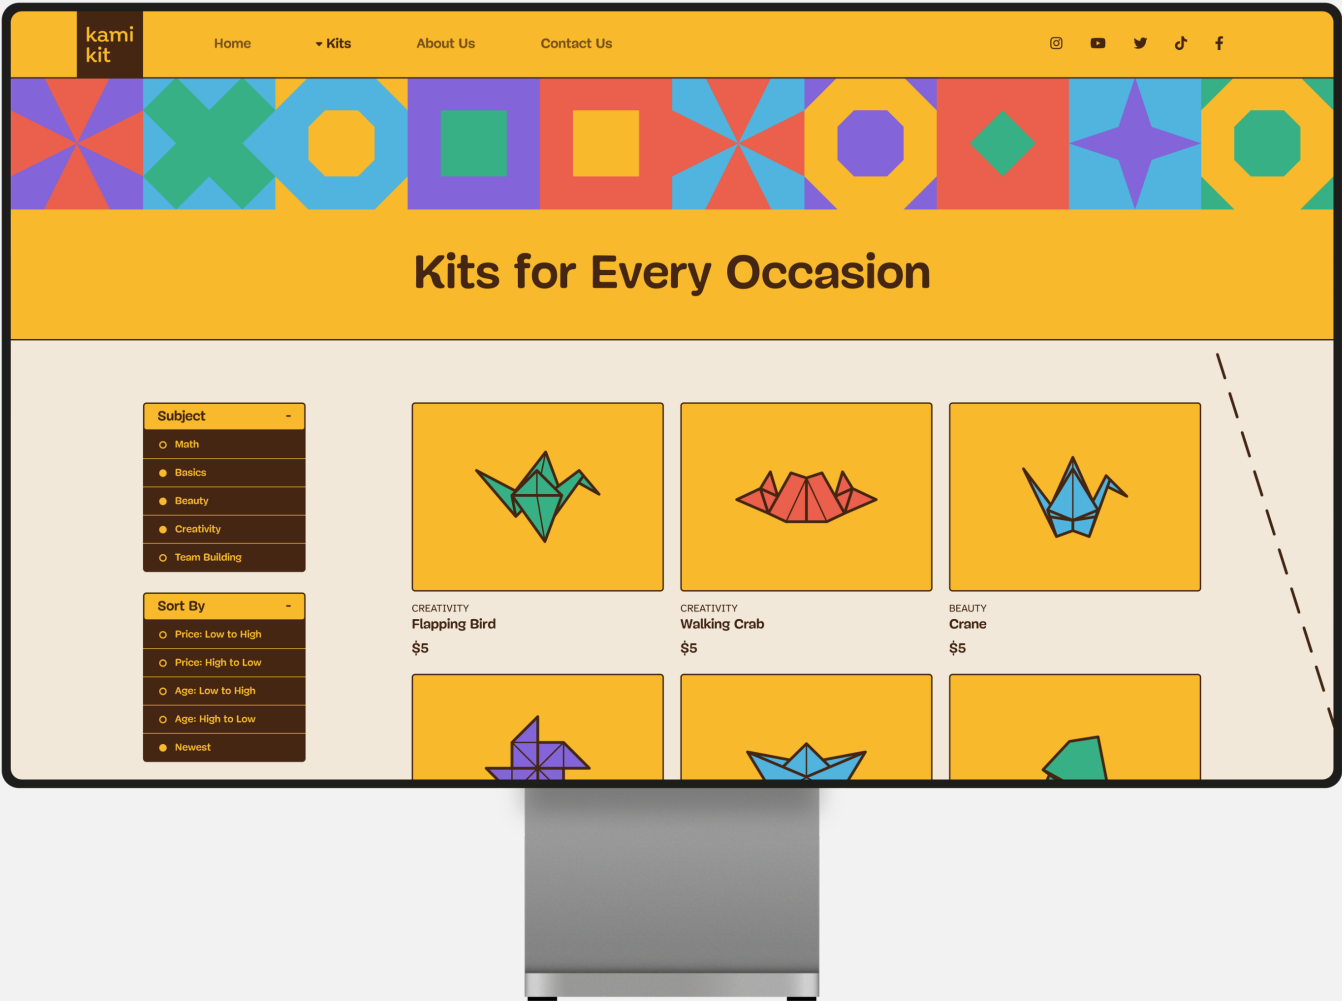 kami
kit
Home
Kits
About Us
Contact Us
Kits for Every Occasion
Subject -
Math
Basics
Beauty
Creativity
Team Building
Sort By -
Price: Low to High
Price: High to Low
Age: Low to High
Age: High to Low
Newest
CREATIVITY
Flapping Bird
$5
CREATIVITY
Walking Crab
$5
BEAUTY
Crane
$5